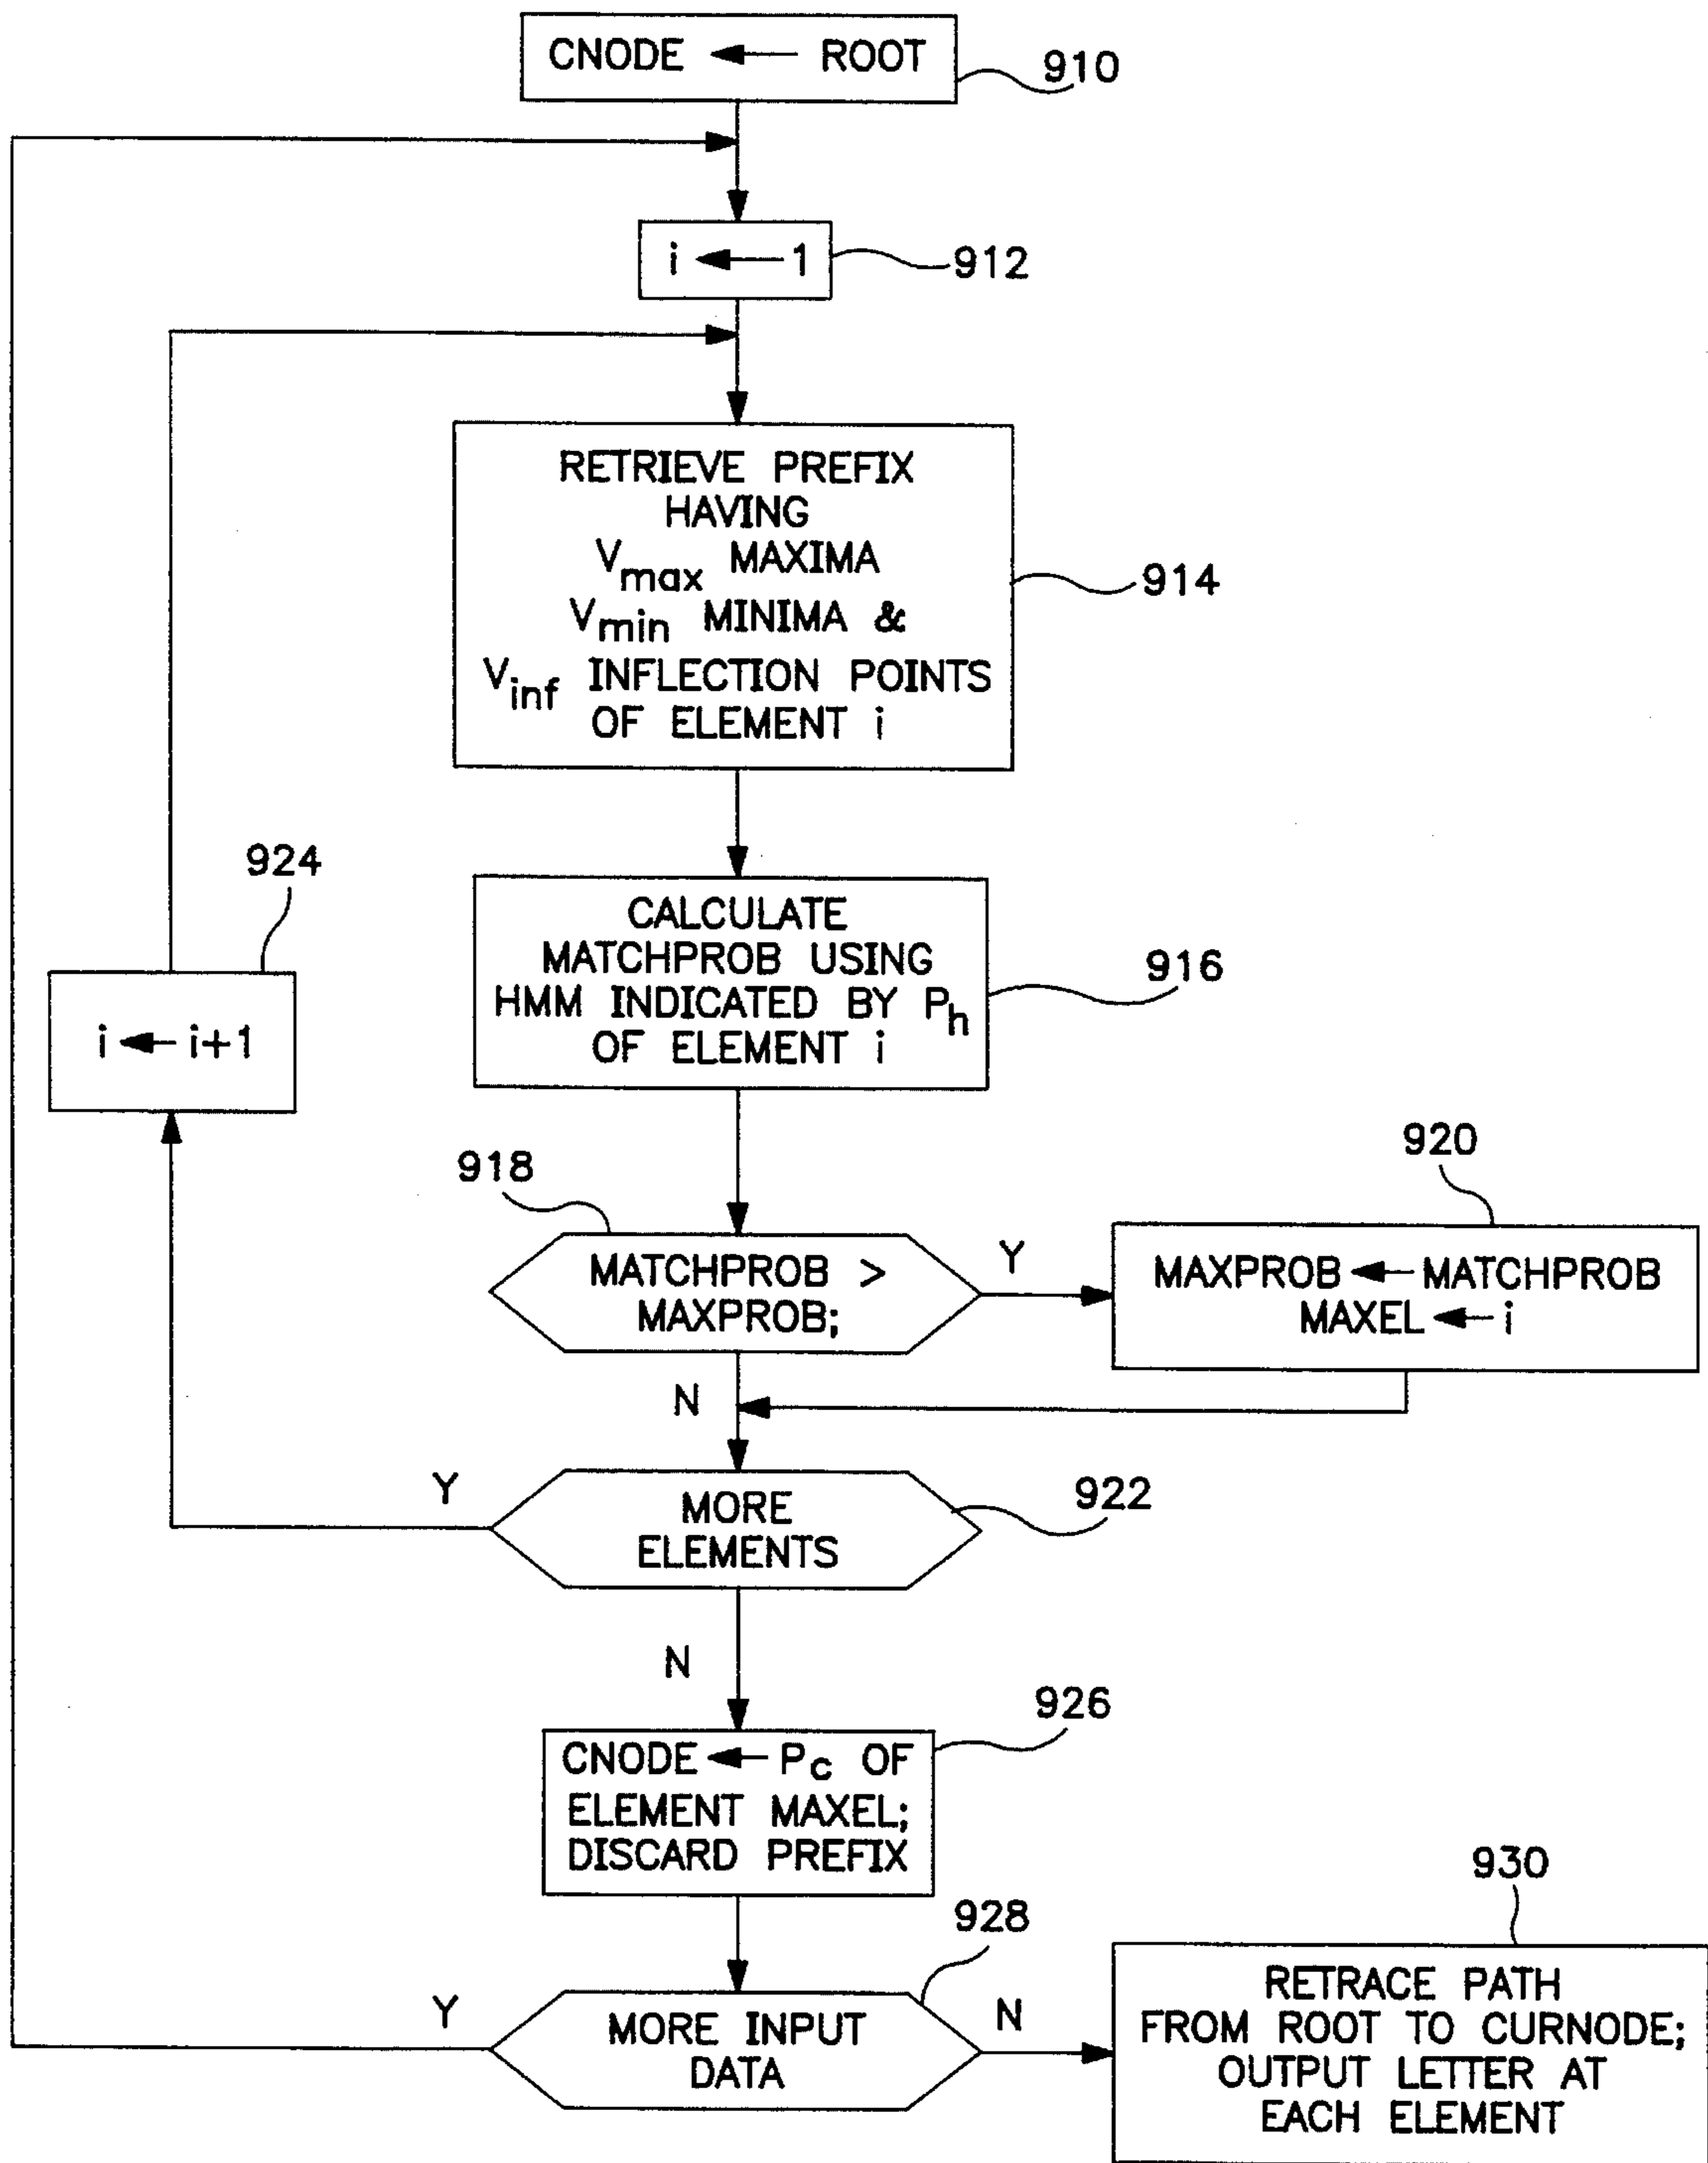 CNODE ← ROOT
910
i ← 1
912
RETRIEVE PREFIX
HAVING
Vmax MAXIMA
Vmin MINIMA &
Vinf INFLECTION POINTS
OF ELEMENT i
914
924
i ← i+1
CALCULATE
MATCHPROB USING
HMM INDICATED BY Ph
OF ELEMENT i
916
918
MATCHPROB >
MAXPROB;
Y
N
920
MAXPROB ← MATCHPROB
MAXEL ← i
MORE
ELEMENTS
922
Y
N
926
CNODE ← Pc OF
ELEMENT MAXEL;
DISCARD PREFIX
928
MORE INPUT
DATA
Y
N
930
RETRACE PATH
FROM ROOT TO CURNODE;
OUTPUT LETTER AT
EACH ELEMENT